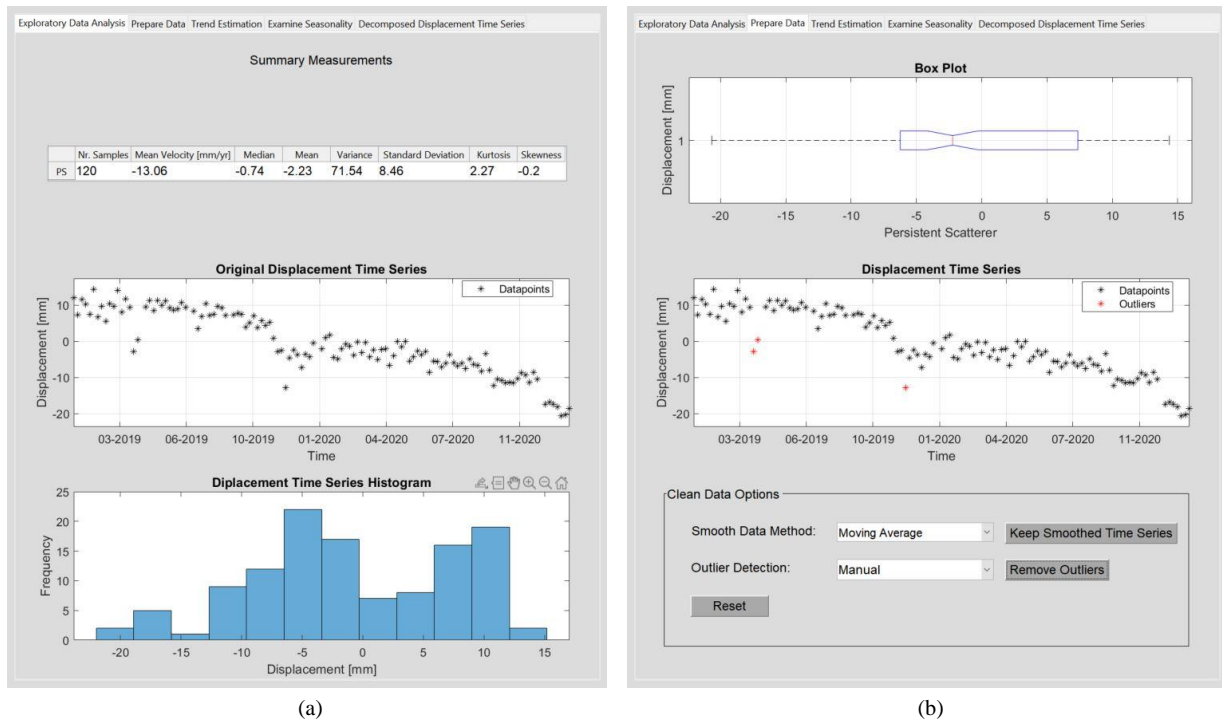 Exploratory Data Analysis Prepare Data Trend Estimation Examine Seasonality Decomposed Displacement Time Series
Summary Measurements
Nr. Samples Mean Velocity [mm/yr] Median Mean Variance Standard Deviation Kurtosis Skewness
PS 120 -13.06 -0.74 -2.23 71.54 8.46 2.27 -0.2
Original Displacement Time Series
Datapoints
10
0
-10
-20
Displacement [mm]
03-2019 06-2019 10-2019 01-2020 04-2020 07-2020 11-2020
Time
Diplacement Time Series Histogram
25
20
15
10
5
0
Frequency
-20 -15 -10 -5 0 5 10 15
Displacement [mm]
(a)
Exploratory Data Analysis Prepare Data Trend Estimation Examine Seasonality Decomposed Displacement Time Series
Box Plot
Displacement [mm]
1
-20 -15 -10 -5 0 5 10 15
Persistent Scatterer
Displacement Time Series
Datapoints
Outliers
10
0
-10
-20
Displacement [mm]
03-2019 06-2019 10-2019 01-2020 04-2020 07-2020 11-2020
Time
Clean Data Options
Smooth Data Method: Moving Average Keep Smoothed Time Series
Outlier Detection: Manual Remove Outliers
Reset
(b)